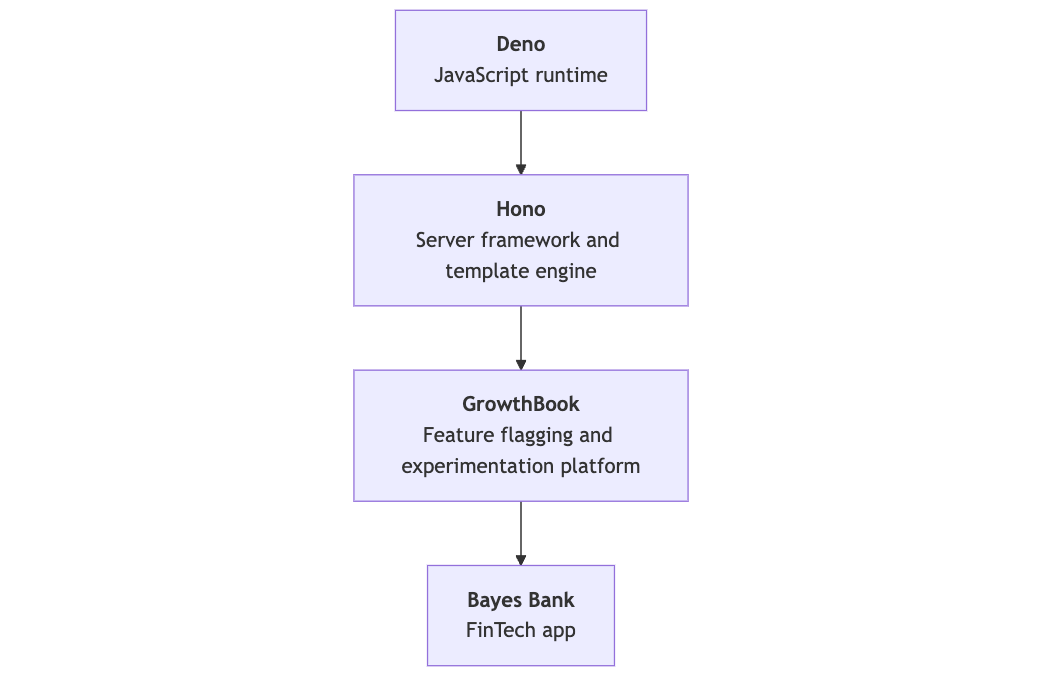 Deno
JavaScript runtime
Hono
Server framework and
template engine
GrowthBook
Feature flagging and
experimentation platform
Bayes Bank
FinTech app